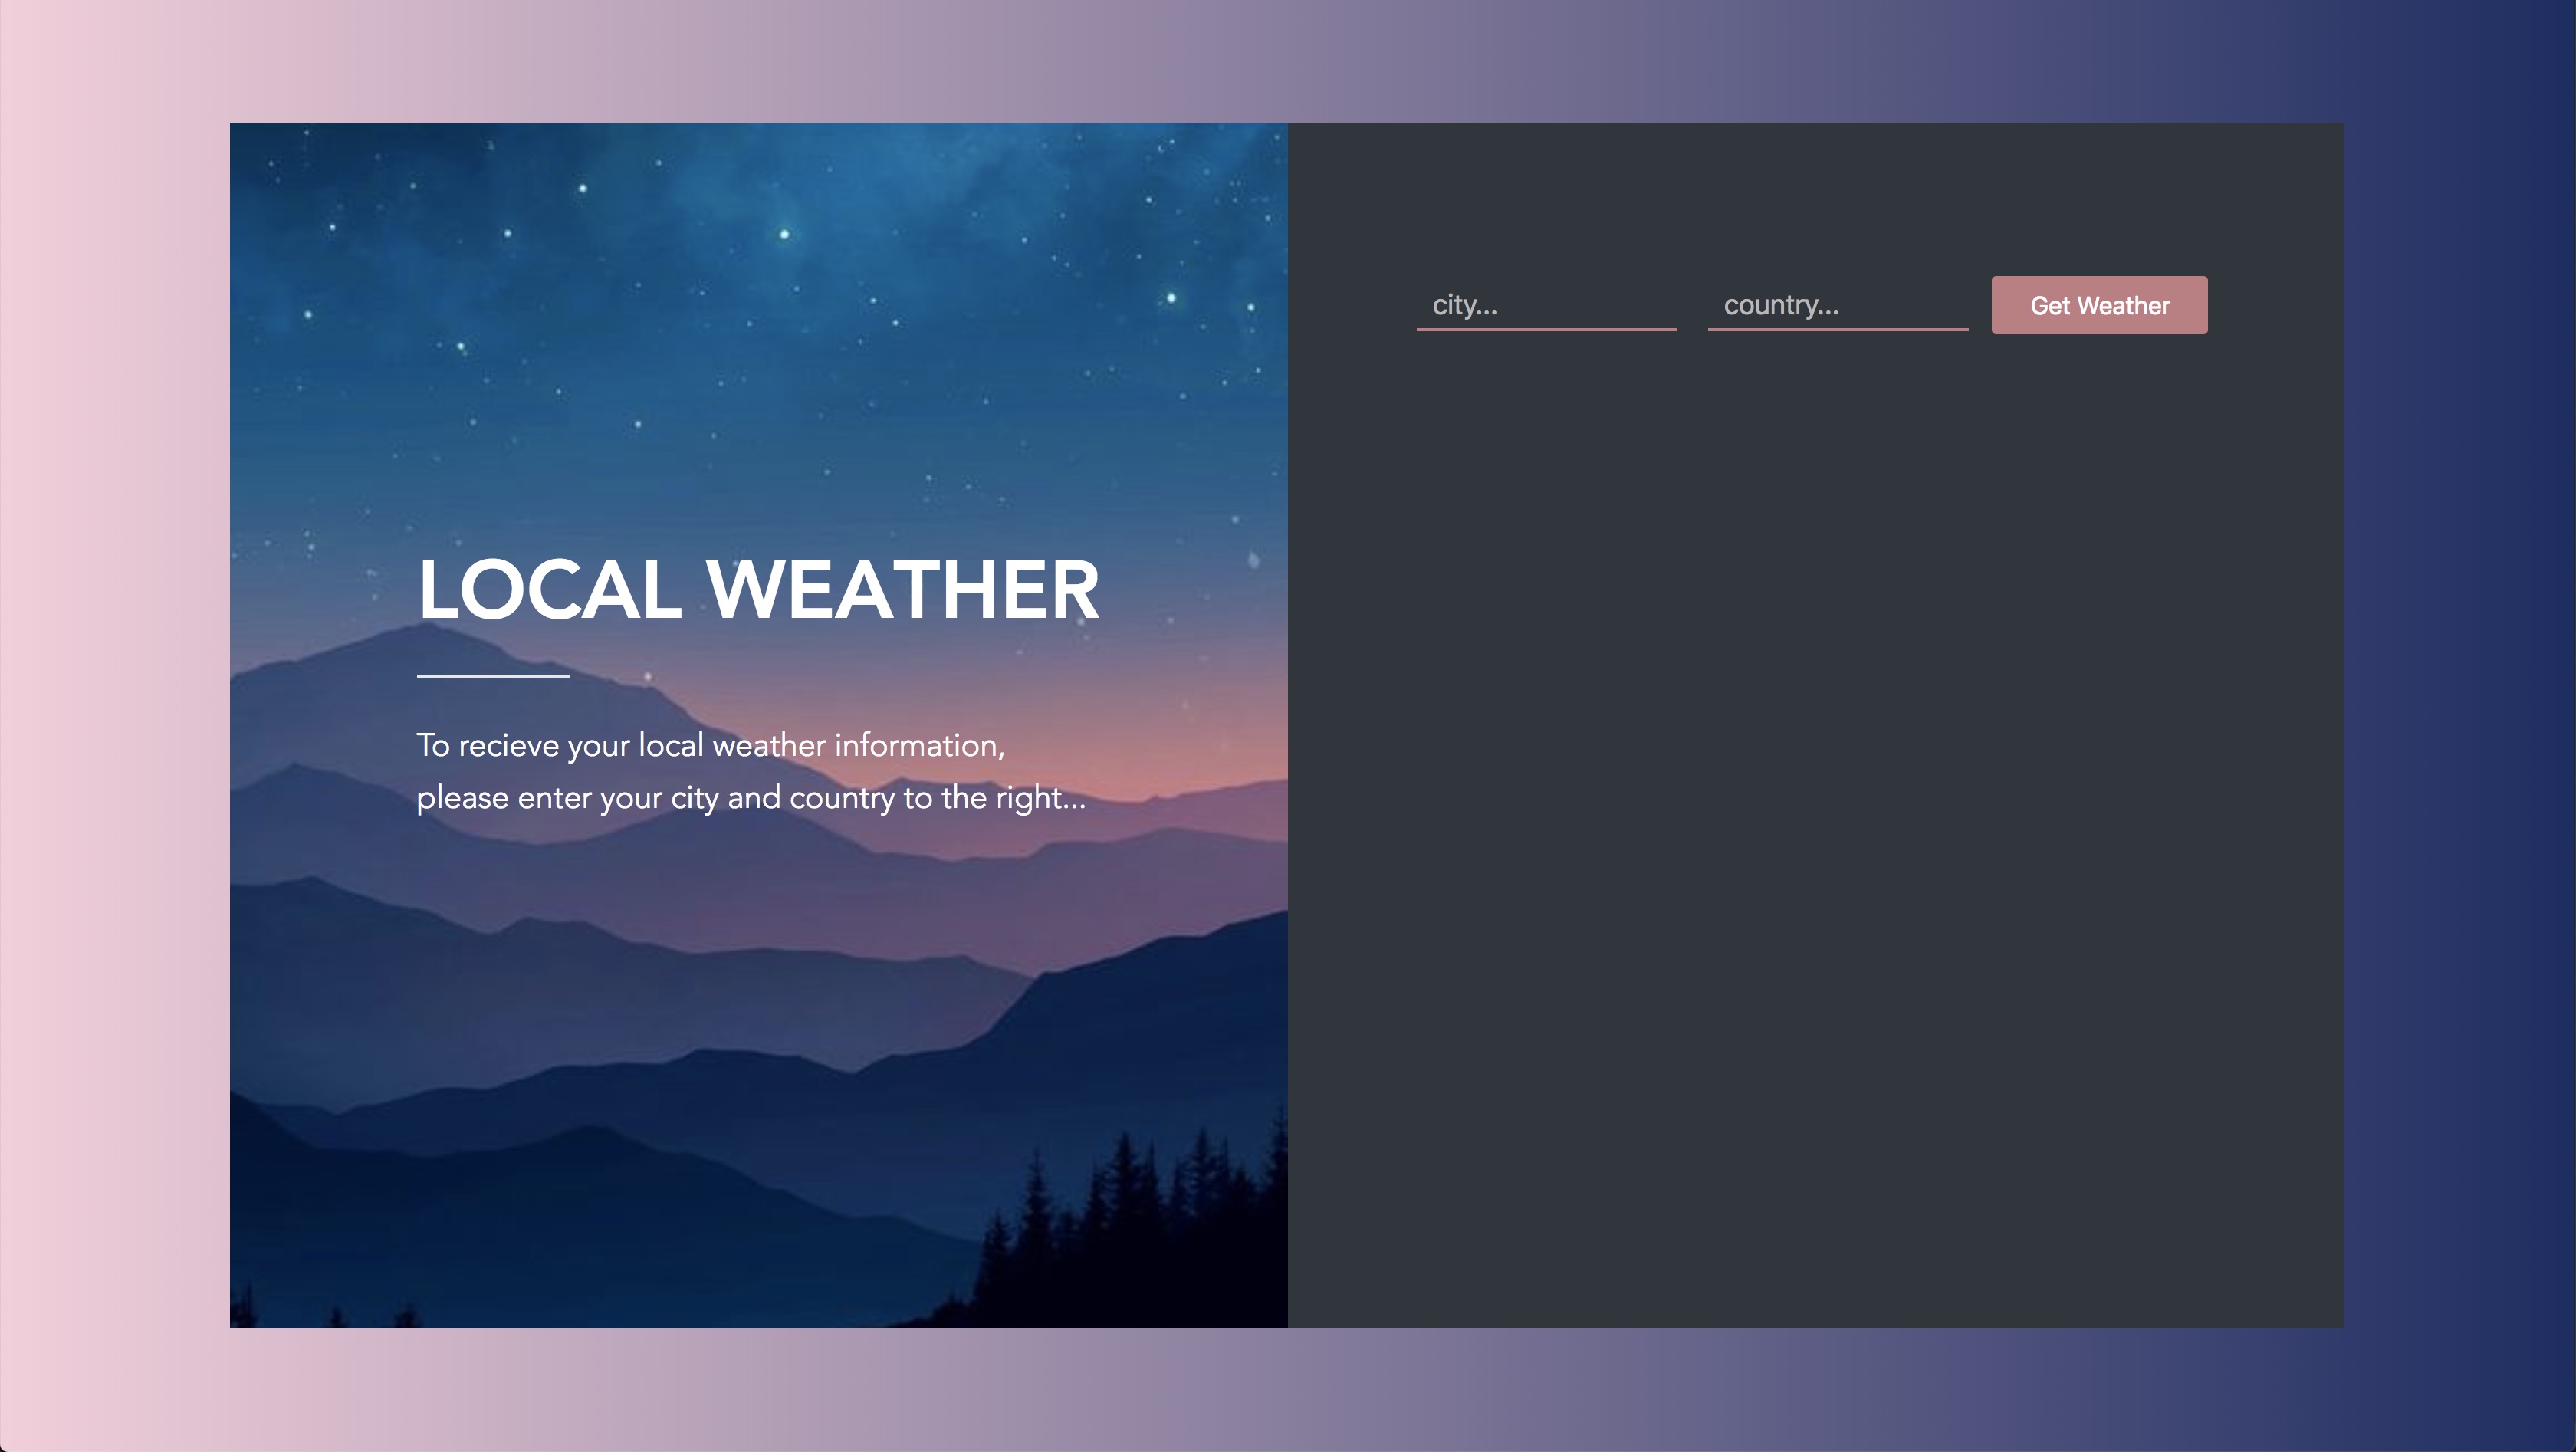 LOCAL WEATHER
To recieve your local weather information,
please enter your city and country to the right...
city...
country...
Get Weather